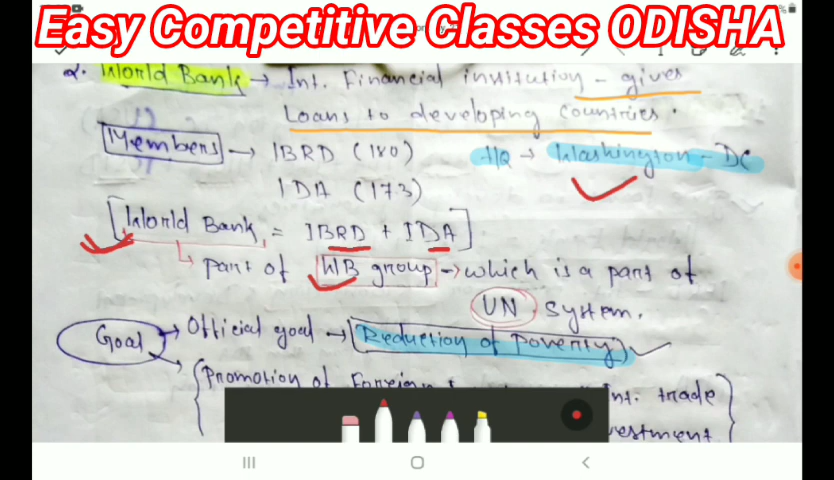 Easy Competitive Classes ODISHA
2. World Bank → Int. Financial institution - gives
Loans to developing countries.
Members → IBRD (180) HQ → Washington - DC
IDA (173)
[World Bank = IBRD + IDA]
↳ part of WB group → which is a part of
UN system.
Goal → Official goal → Reduction of Poverty
Promotion of Foreign Int. trade
vestment